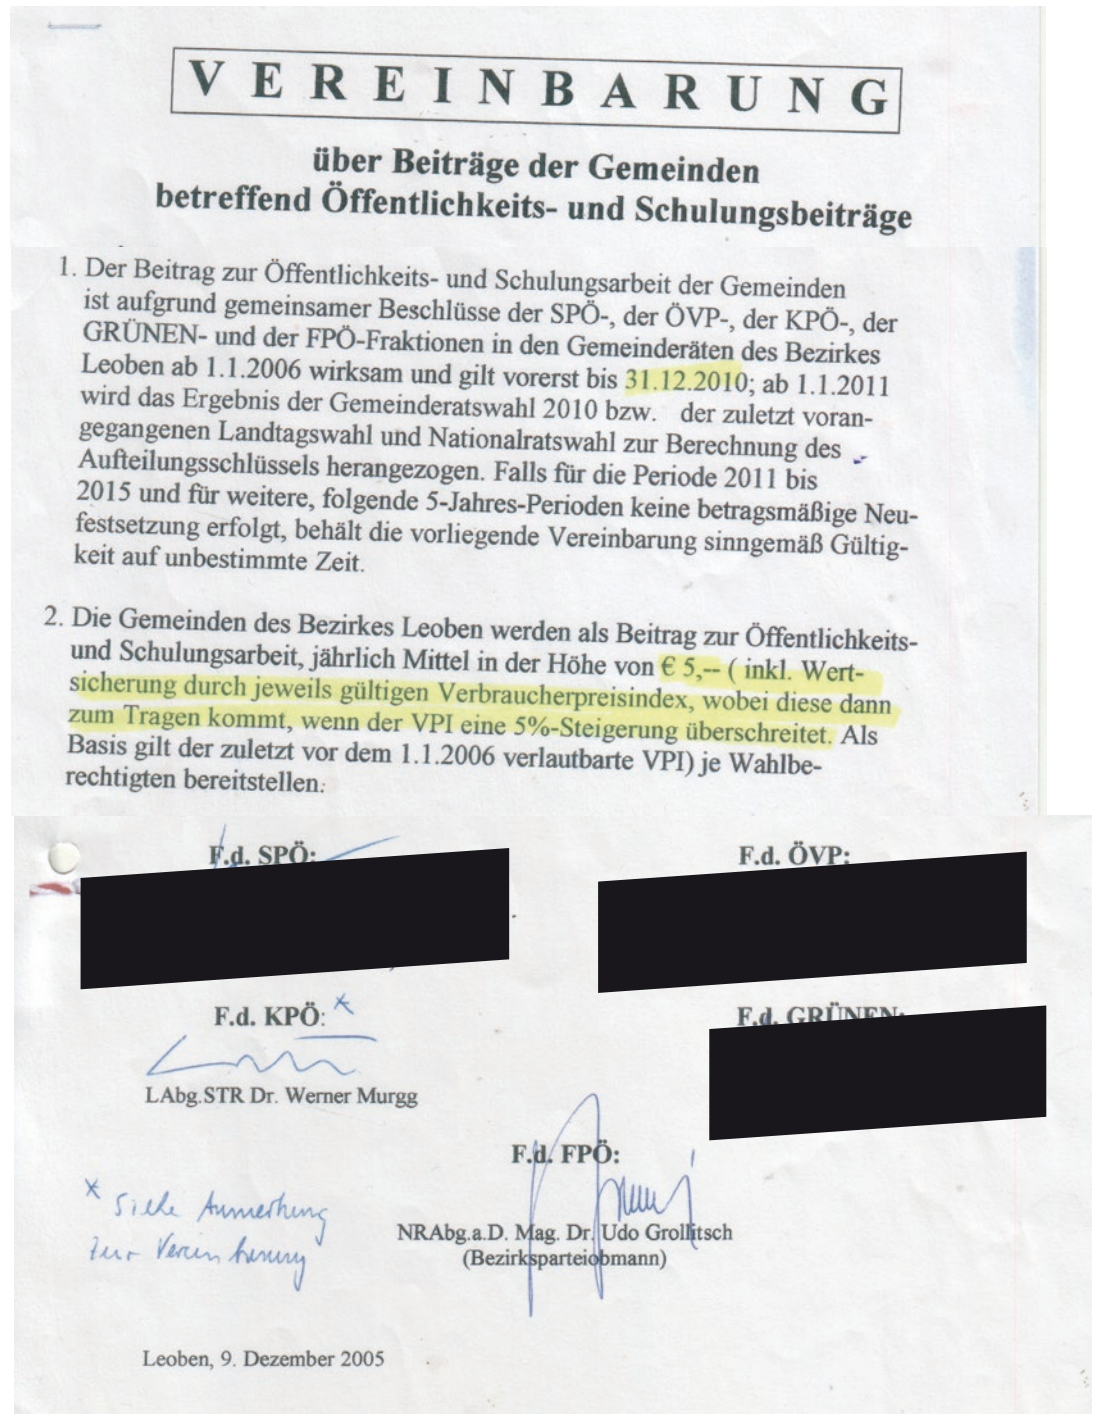 V E R E I N B A R U N G
über Beiträge der Gemeinden
betreffend Öffentlichkeits- und Schulungsbeiträge
1. Der Beitrag zur Öffentlichkeits- und Schulungsarbeit der Gemeinden
ist aufgrund gemeinsamer Beschlüsse der SPÖ-, der ÖVP-, der KPÖ-, der
GRÜNEN- und der FPÖ-Fraktionen in den Gemeinderäten des Bezirkes
Leoben ab 1.1.2006 wirksam und gilt vorerst bis 31.12.2010; ab 1.1.2011
wird das Ergebnis der Gemeinderatswahl 2010 bzw. der zuletzt voran-
gegangenen Landtagswahl und Nationalratswahl zur Berechnung des
Aufteilungsschlüssels herangezogen. Falls für die Periode 2011 bis
2015 und für weitere, folgende 5-Jahres-Perioden keine betragsmäßige Neu-
festsetzung erfolgt, behält die vorliegende Vereinbarung sinngemäß Gültig-
keit auf unbestimmte Zeit.
2. Die Gemeinden des Bezirkes Leoben werden als Beitrag zur Öffentlichkeits-
und Schulungsarbeit, jährlich Mittel in der Höhe von € 5,-- ( inkl. Wert-
sicherung durch jeweils gültigen Verbraucherpreisindex, wobei diese dann
zum Tragen kommt, wenn der VPI eine 5%-Steigerung überschreitet. Als
Basis gilt der zuletzt vor dem 1.1.2006 verlautbarte VPI) je Wahlbe-
rechtigten bereitstellen.
F.d. SPÖ:
F.d. ÖVP:
F.d. KPÖ: *
F.d. GRÜNEN:
LAbg.STR Dr. Werner Murgg
F.d. FPÖ:
* Siehe Anmerkung
zur Vereinbarung
NRAbg.a.D. Mag. Dr. Udo Grollitsch
(Bezirksparteiobmann)
Leoben, 9. Dezember 2005